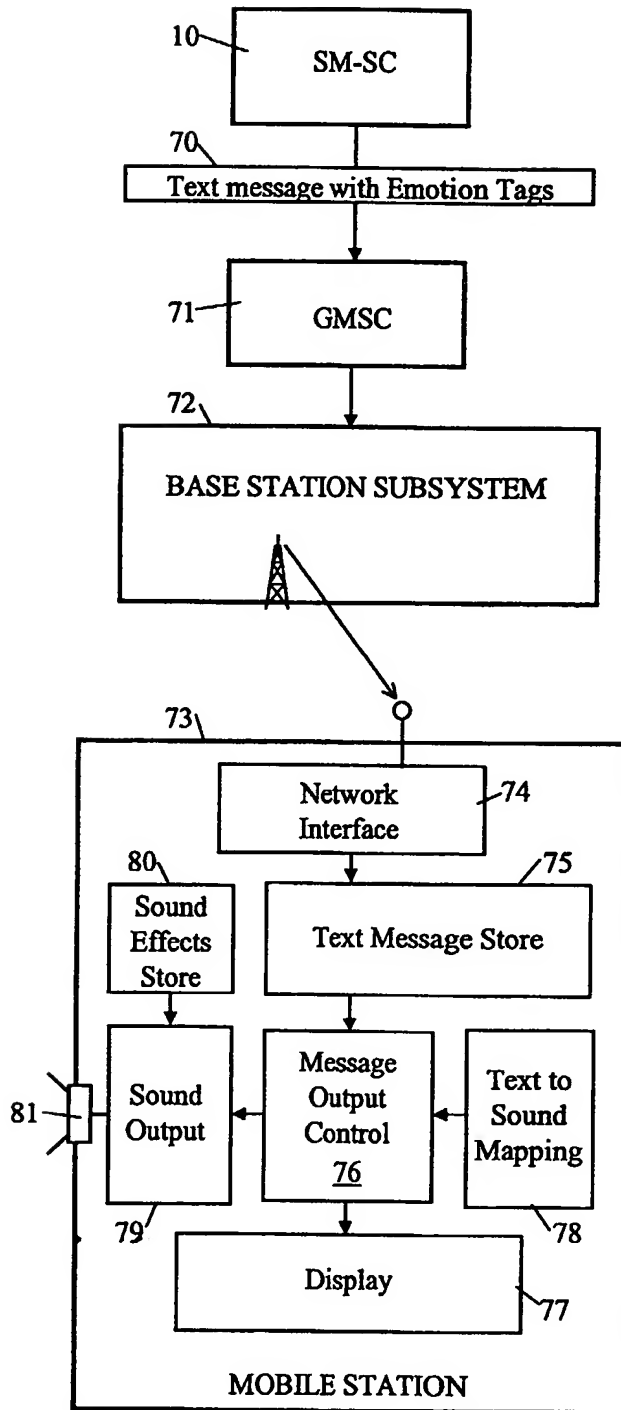 10
SM-SC
70
Text message with Emotion Tags
71
GMSC
72
BASE STATION SUBSYSTEM
73
Network
Interface
74
80
75
Sound
Effects
Store
Text Message Store
81
Sound
Output
Message
Output
Control
76
Text to
Sound
Mapping
79
78
Display
77
MOBILE STATION